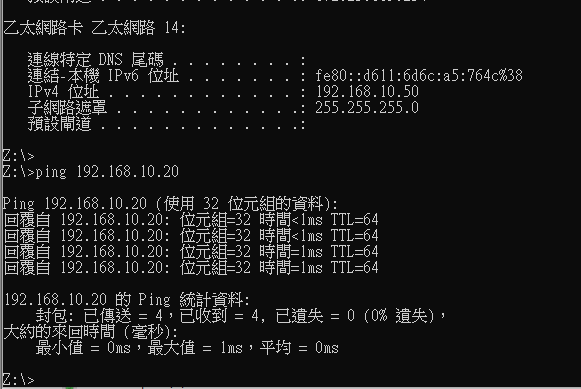 乙太網路卡 乙太網路 14:
連線特定 DNS 尾碼 . . . . . . . . :
連結-本機 IPv6 位址 . . . . . . . : fe80::d611:6d6c:a5:764c%38
IPv4 位址 . . . . . . . . . . . . : 192.168.10.50
子網路遮罩 . . . . . . . . . . . .: 255.255.255.0
預設閘道 . . . . . . . . . . . . .:
Z:\>
Z:\>ping 192.168.10.20
Ping 192.168.10.20 (使用 32 位元組的資料):
回覆自 192.168.10.20: 位元組=32 時間<1ms TTL=64
回覆自 192.168.10.20: 位元組=32 時間<1ms TTL=64
回覆自 192.168.10.20: 位元組=32 時間=1ms TTL=64
回覆自 192.168.10.20: 位元組=32 時間=1ms TTL=64
192.168.10.20 的 Ping 統計資料:
封包: 已傳送 = 4，已收到 = 4, 已遺失 = 0 (0% 遺失)，
大約的來回時間 (毫秒):
最小值 = 0ms，最大值 = 1ms，平均 = 0ms
Z:\>